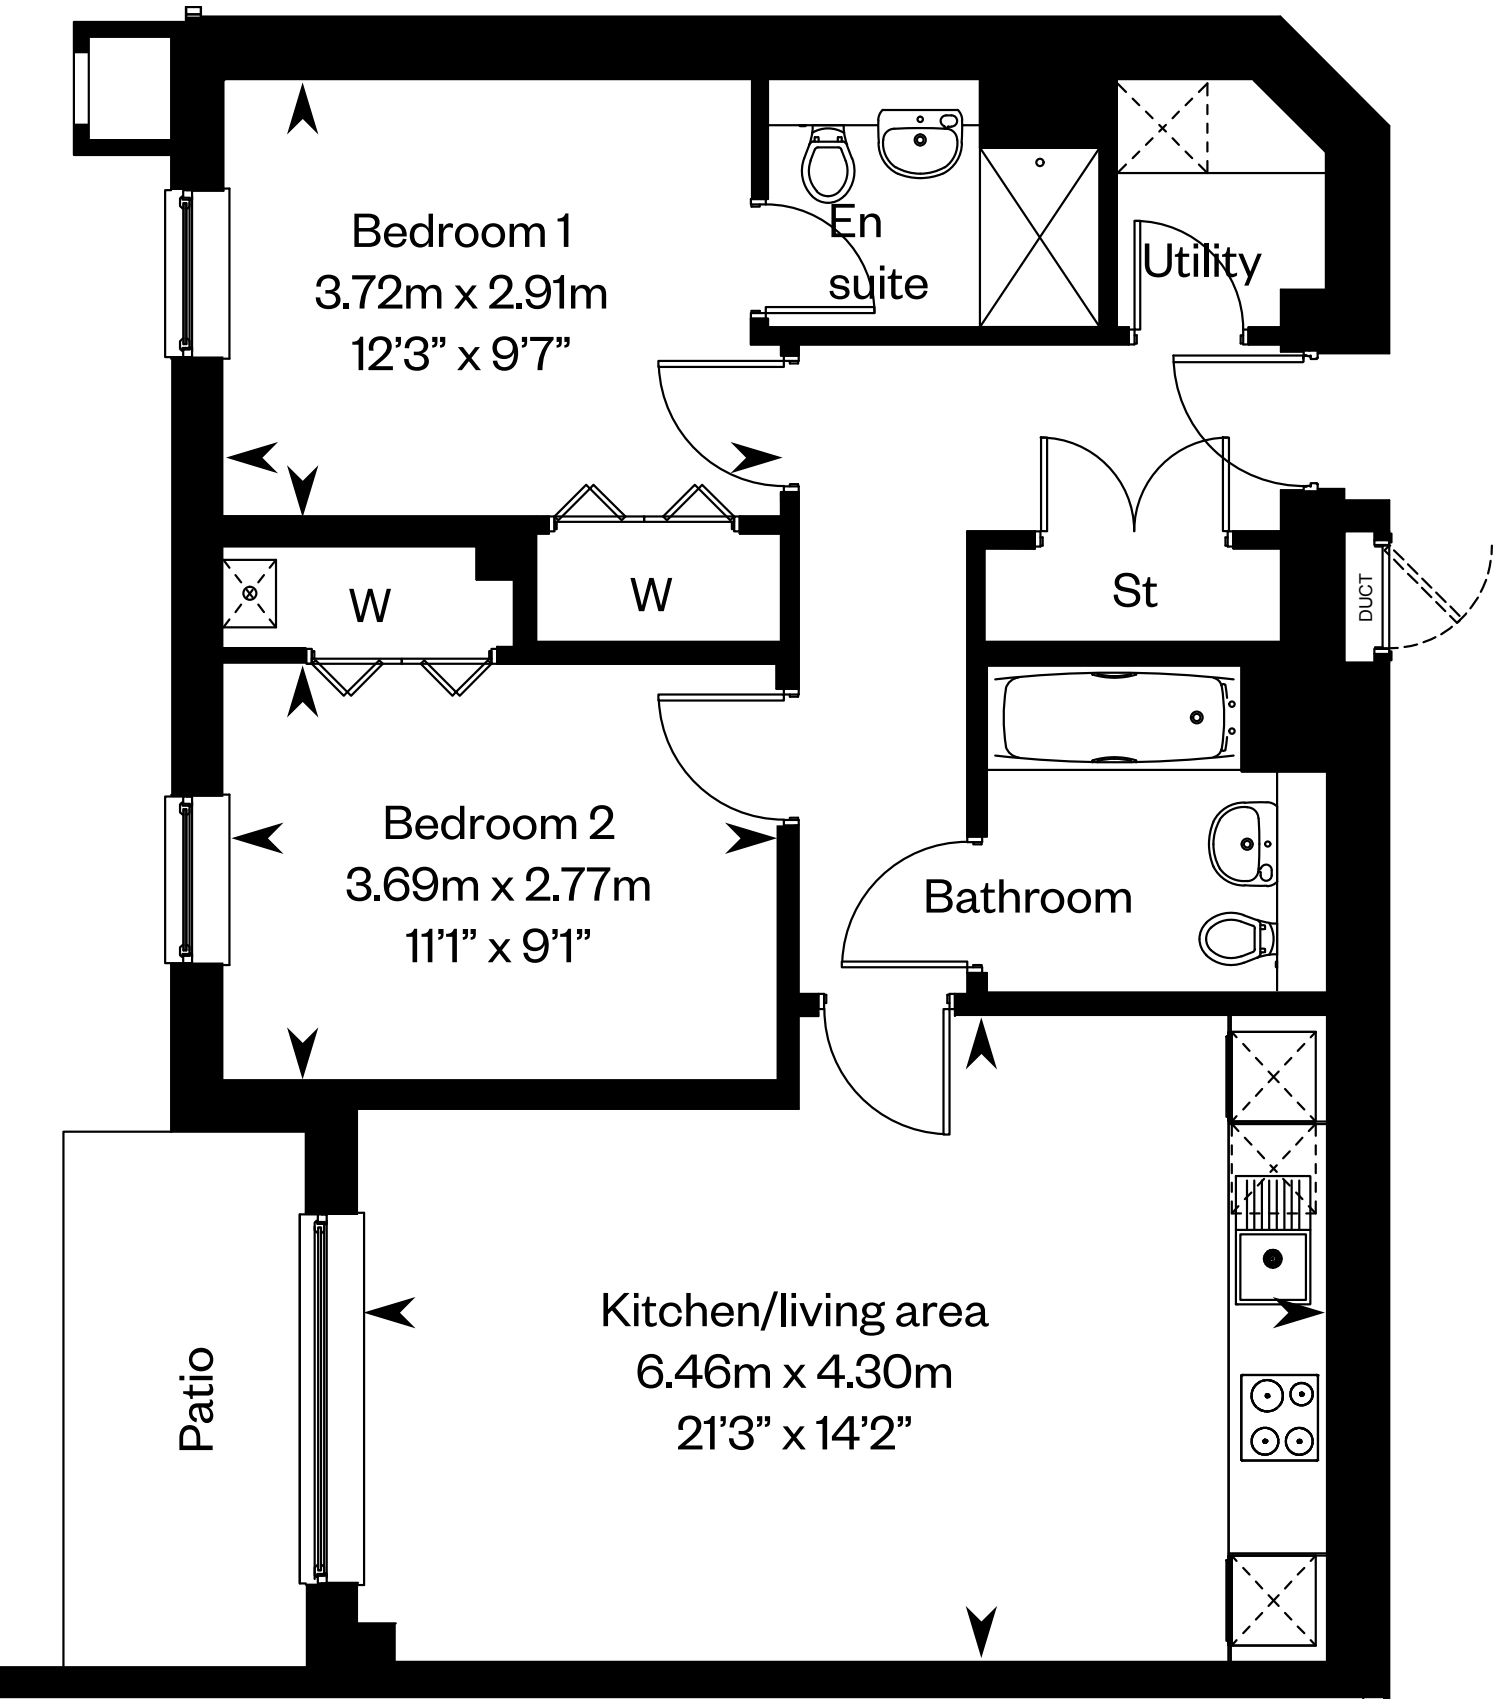 Bedroom 1
3.72m x 2.91m
12’3” x 9’7”
En
suite
Utility
W
W
St
DUCT
Bedroom 2
3.69m x 2.77m
11’1” x 9’1”
Bathroom
Kitchen/living area
6.46m x 4.30m
21’3” x 14’2”
Patio